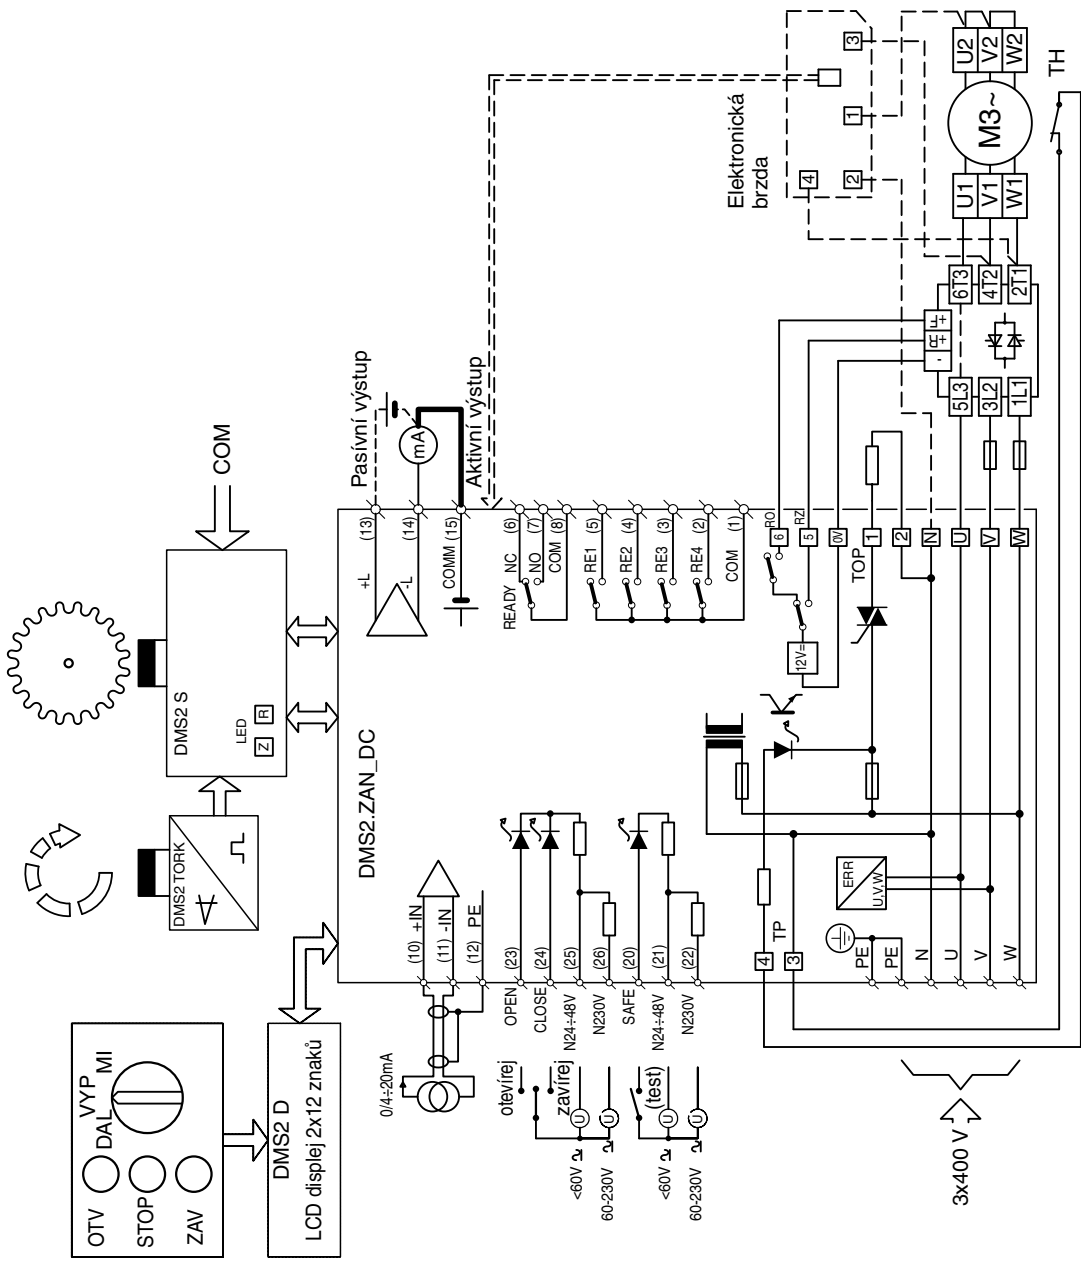 OTV
STOP
ZAV
DAL
VYP
MI
DMS2 D
LCD displej 2x12 znaků
DMS2 TORK
DMS2 S
LED
Z
R
COM
DMS2.ZAN_DC
0/4÷20mA
(10) +IN
(11) -IN
(12) PE
otevírej
zavírej
<60V
60-230V
U
U
OPEN (23)
CLOSE (24)
N24÷48V (25)
N230V (26)
(test)
<60V
60-230V
U
U
SAFE (20)
N24÷48V (21)
N230V (22)
4
3
TP
PE
PE
N
U
V
W
3x400 V
ERR
U,V,W
+L (13)
-L (14)
COMM (15)
mA
Pasívní výstup
Aktivní výstup
READY
NC (6)
NO (7)
COM (8)
RE1 (5)
RE2 (4)
RE3 (3)
RE4 (2)
COM (1)
12V=
RO
6
RZ
5
0V
TOP
1
2
N
U
V
W
Elektronická
brzda
4
2
1
3
-
R+
F+
5L3
3L2
1L1
6T3
4T2
2T1
U1
V1
W1
M3~
U2
V2
W2
TH